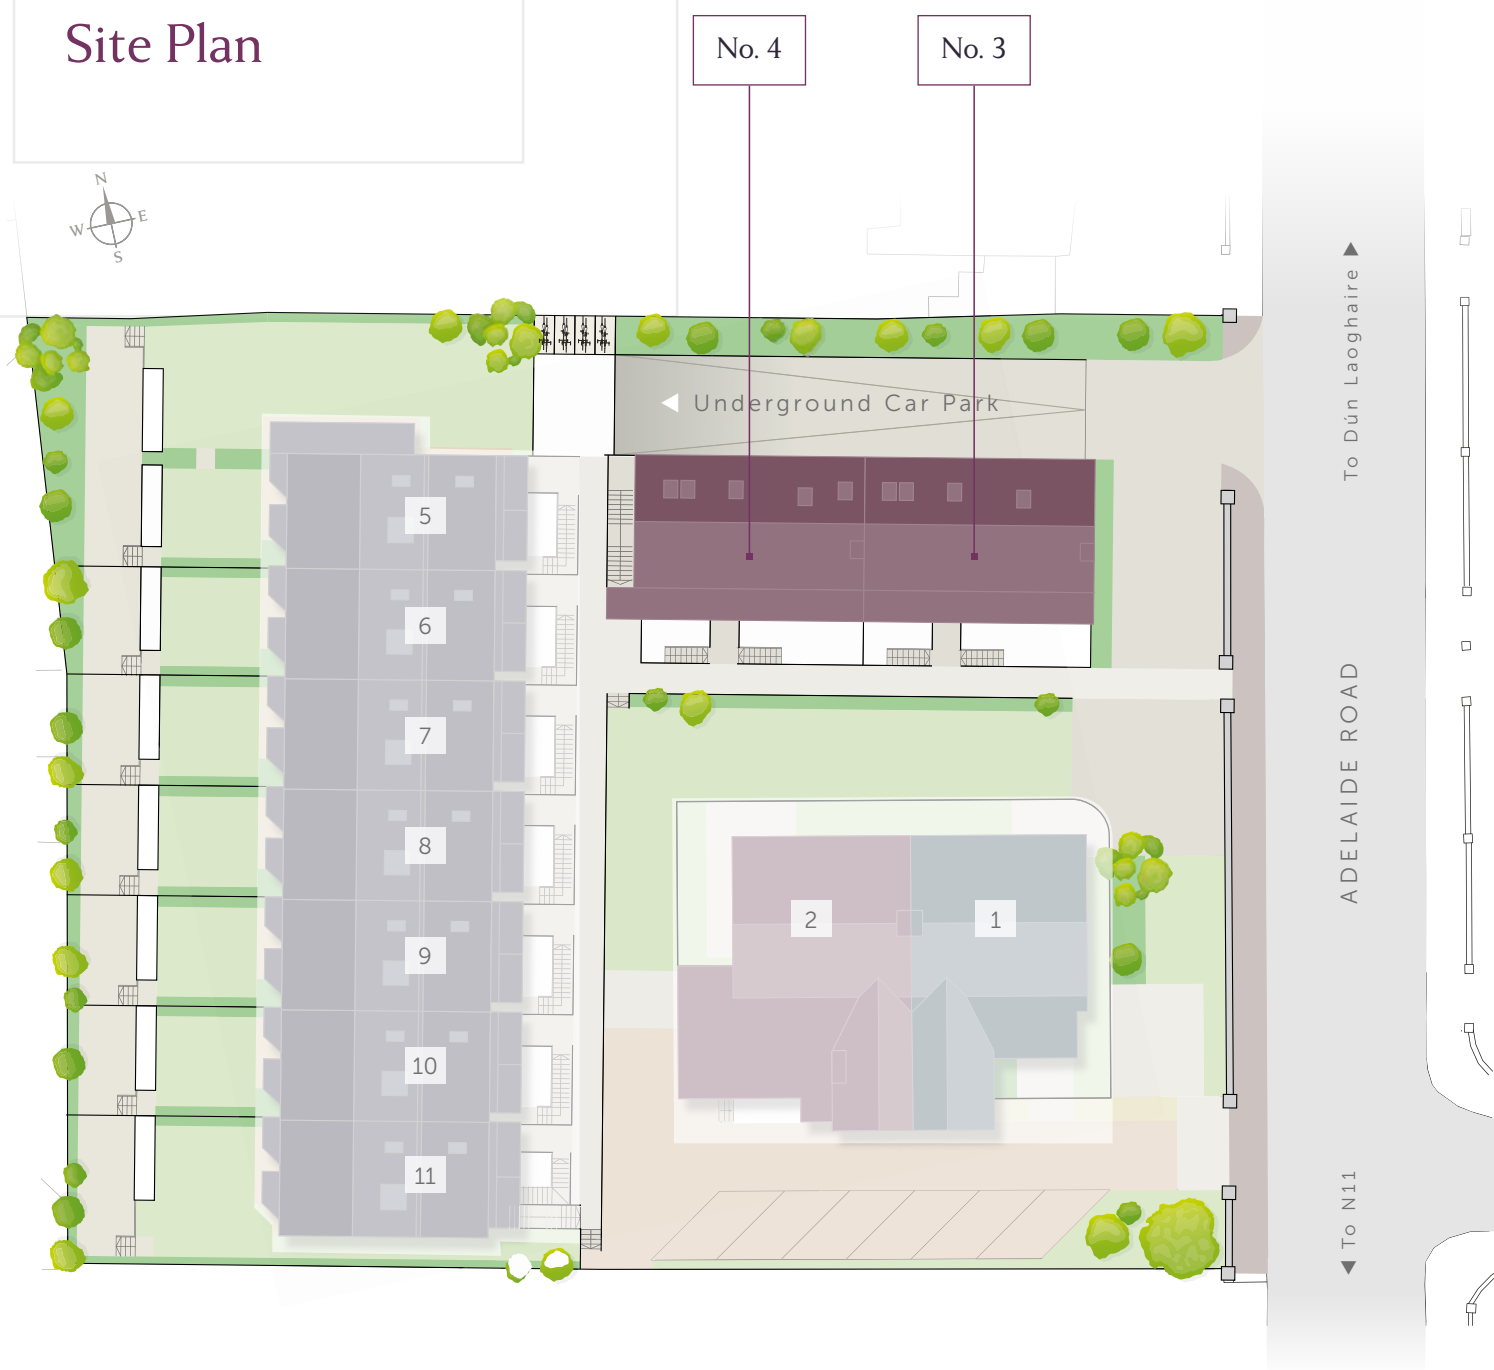 Site Plan
No. 4
No. 3
N
W
E
S
To Dún Laoghaire
Underground Car Park
5
6
7
8
9
10
11
2
1
ADELAIDE ROAD
To N11